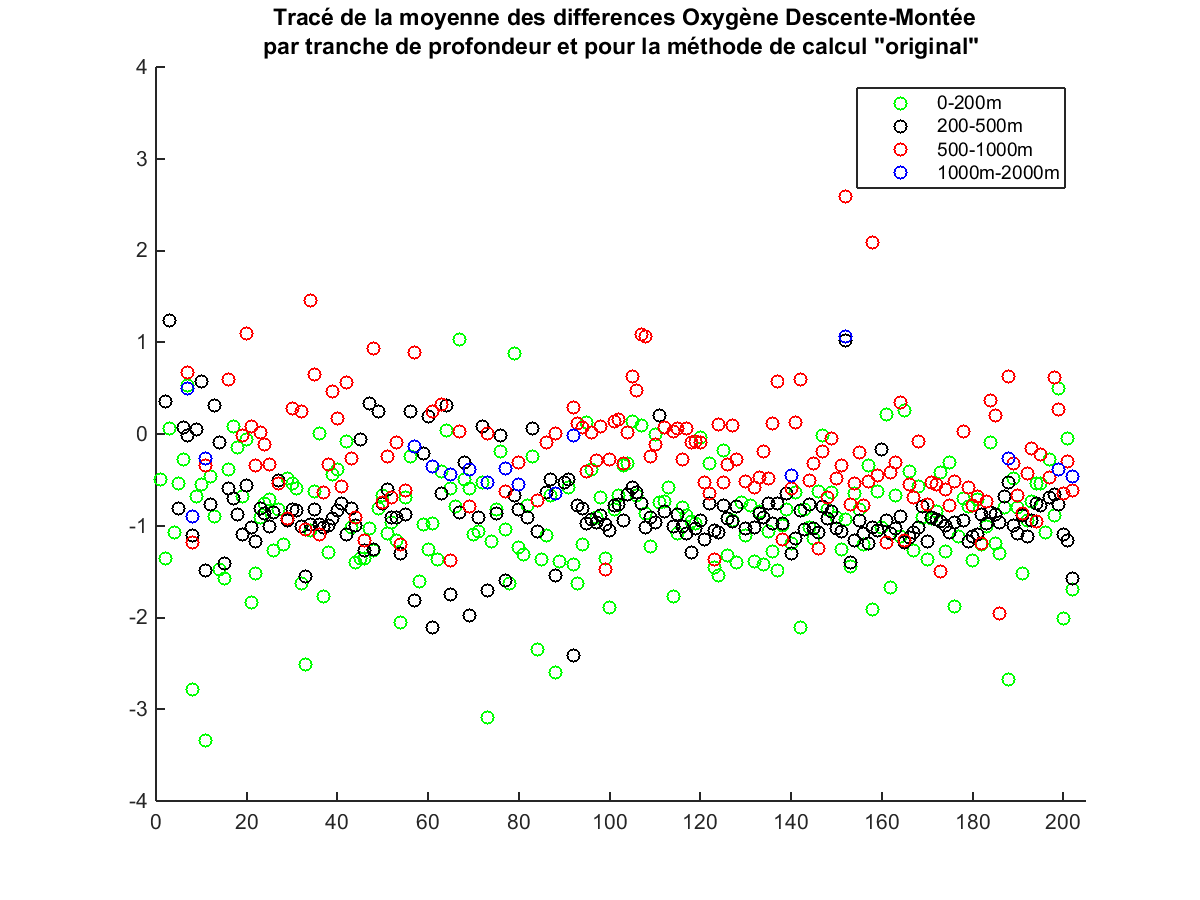 Tracé de la moyenne des differences Oxygène Descente-Montée
par tranche de profondeur et pour la méthode de calcul "original"
0-200m
200-500m
500-1000m
1000m-2000m
4
3
2
1
0
-1
-2
-3
-4
0 20 40 60 80 100 120 140 160 180 200